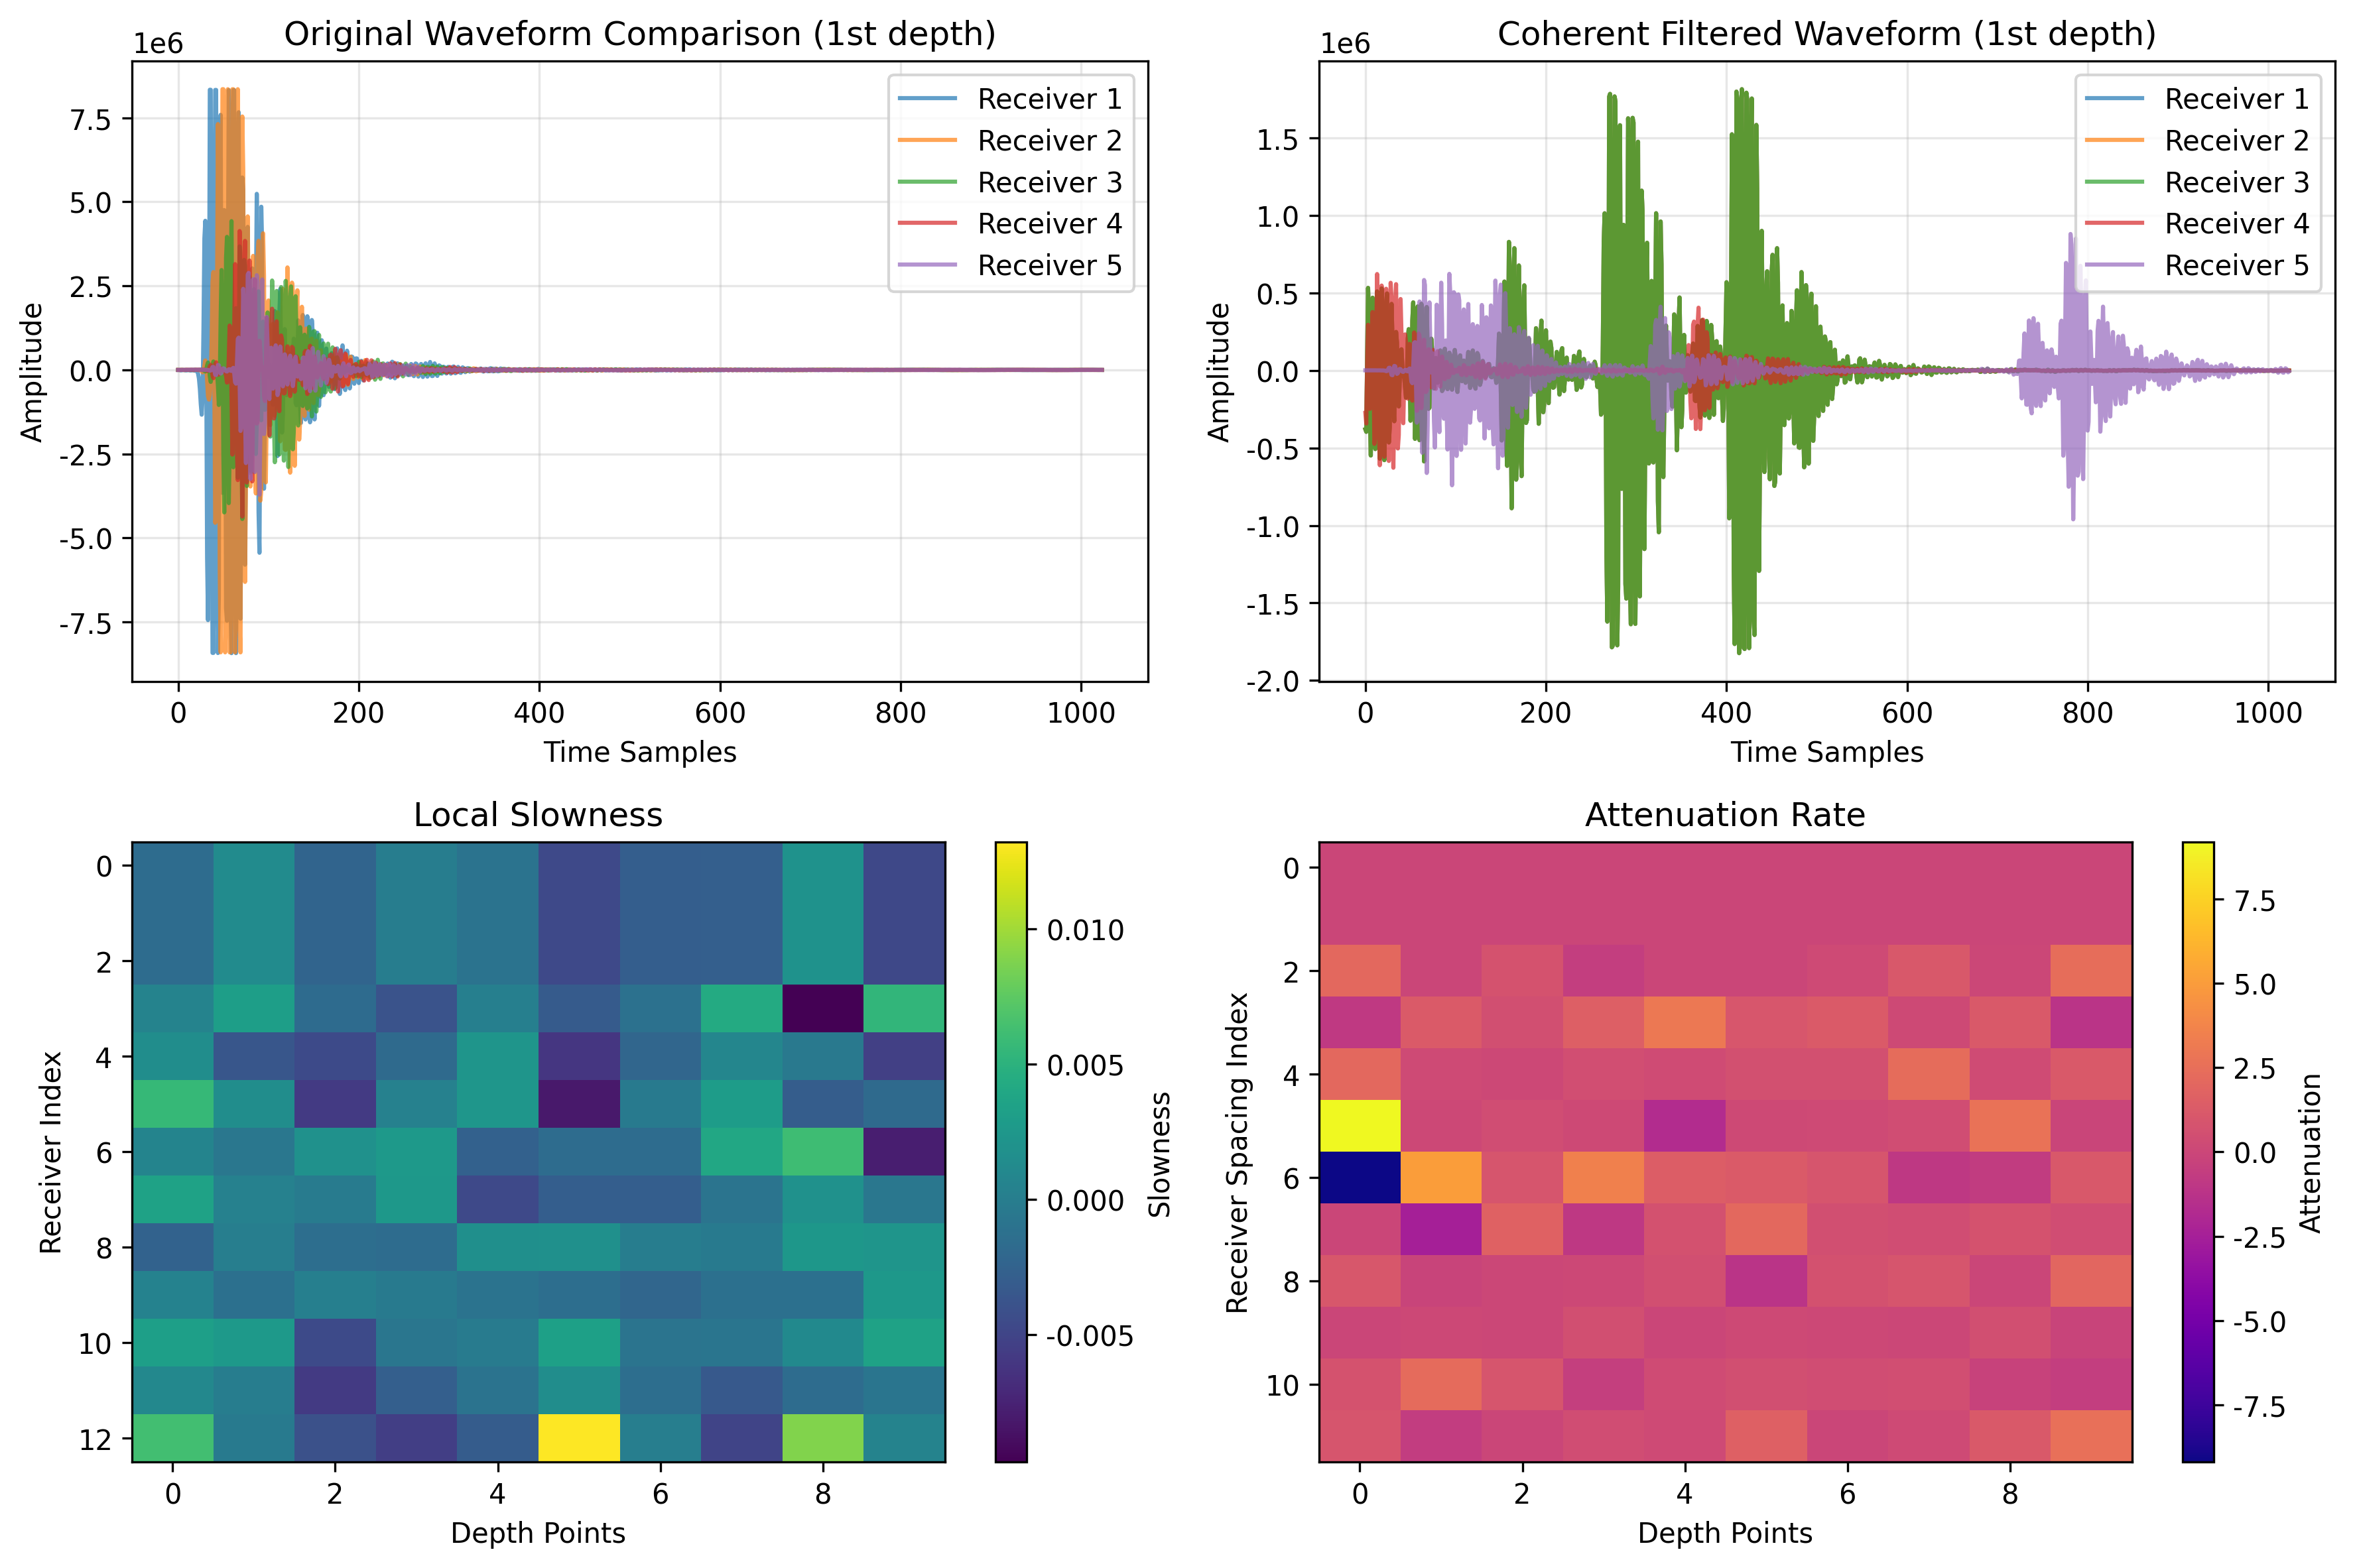 Original Waveform Comparison (1st depth)
1e6
7.5
5.0
2.5
0.0
-2.5
-5.0
-7.5
Amplitude
0 200 400 600 800 1000
Time Samples
Receiver 1
Receiver 2
Receiver 3
Receiver 4
Receiver 5
Coherent Filtered Waveform (1st depth)
1e6
1.5
1.0
0.5
0.0
-0.5
-1.0
-1.5
-2.0
Amplitude
0 200 400 600 800 1000
Time Samples
Receiver 1
Receiver 2
Receiver 3
Receiver 4
Receiver 5
Local Slowness
0
2
4
6
8
10
12
Receiver Index
0 2 4 6 8
Depth Points
0.010
0.005
0.000
-0.005
Slowness
Attenuation Rate
0
2
4
6
8
10
Receiver Spacing Index
0 2 4 6 8
Depth Points
7.5
5.0
2.5
0.0
-2.5
-5.0
-7.5
Attenuation